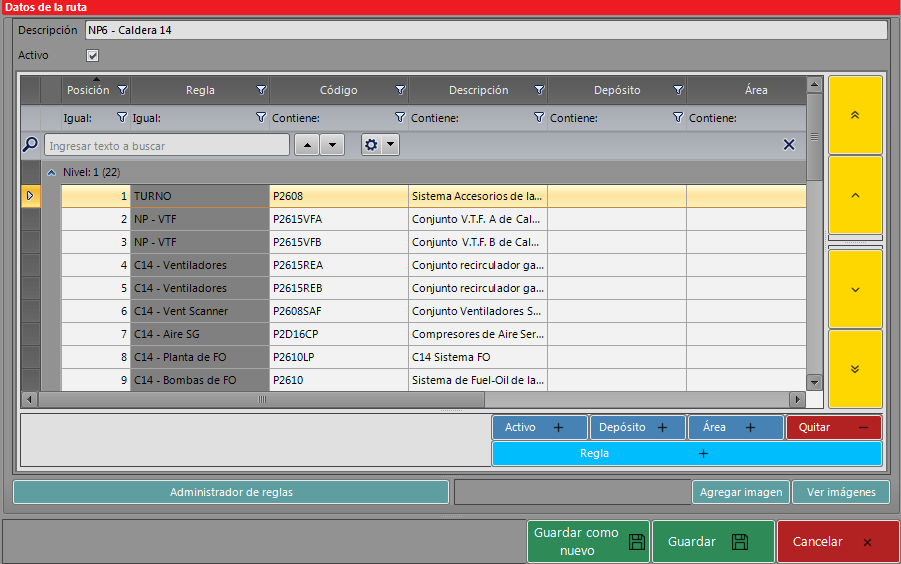 Datos de la ruta
Descripción NP6 - Caldera 14
Activo
Posición Regla Código Descripción Depósito Área
Igual: Igual: Contiene: Contiene: Contiene: Contiene:
Ingresar texto a buscar
Nivel: 1 (22)
1 TURNO P2608 Sistema Accesorios de la...
2 NP - VTF P2615VFA Conjunto V.T.F. A de Cal...
3 NP - VTF P2615VFB Conjunto V.T.F. B de Cal...
4 C14 - Ventiladores P2615REA Conjunto recirculador ga...
5 C14 - Ventiladores P2615REB Conjunto recirculador ga...
6 C14 - Vent Scanner P2608SAF Conjunto Ventiladores S...
7 C14 - Aire SG P2D16CP Compresores de Aire Ser...
8 C14 - Planta de FO P2610LP C14 Sistema FO
9 C14 - Bombas de FO P2610 Sistema de Fuel-Oil de la...
Activo + Depósito + Área + Quitar −
Regla +
Administrador de reglas Agregar imagen Ver imágenes
Guardar como nuevo Guardar Cancelar ×